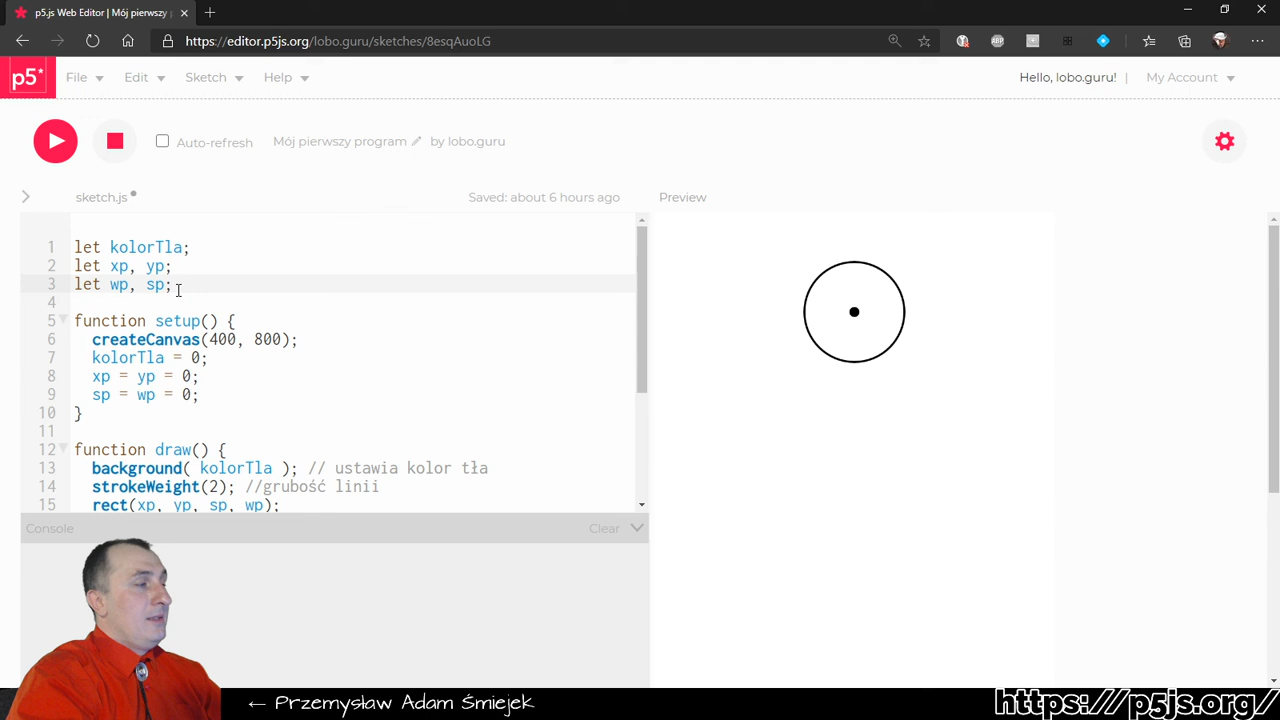 p5.js Web Editor | Mój pierwszy
https://editor.p5js.org/lobo.guru/sketches/8esqAuoLG
ABP
p5*
File
Edit
Sketch
Help
Hello, lobo.guru! | My Account
Auto-refresh
Mój pierwszy program
by lobo.guru
sketch.js
Saved: about 6 hours ago
Preview
1 let kolorTla;
2 let xp, yp;
3 let wp, sp;
4
5 function setup() {
6 createCanvas(400, 800);
7 kolorTla = 0;
8 xp = yp = 0;
9 sp = wp = 0;
10 }
11
12 function draw() {
13 background( kolorTla ); // ustawia kolor tła
14 strokeWeight(2); //grubość linii
15 rect(xp, yp, sp, wp);
Console
Clear
← Przemysław Adam Śmiejek
https://p5js.org/